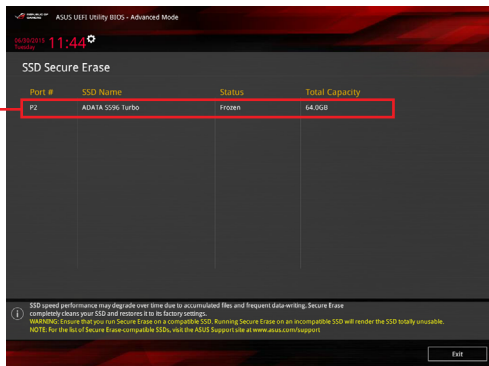 REPUBLIC OF GAMERS
ASUS UEFI Utility BIOS - Advanced Mode
Tuesday
11:44
SSD Secure Erase
Port # SSD Name Status Total Capacity
P2 ADATA S596 Turbo Frozen 64.0GB
SSD speed performance may degrade over time due to accumulated files and frequent data-writing. Secure Erase
completely cleans your SSD and restores it to its factory settings.
WARNING: Ensure that you run Secure Erase on a compatible SSD. Running Secure Erase on an incompatible SSD will render the SSD totally unusable.
NOTE: For the list of Secure Erase-compatible SSDs, visit the ASUS Support site at www.asus.com/support
Exit